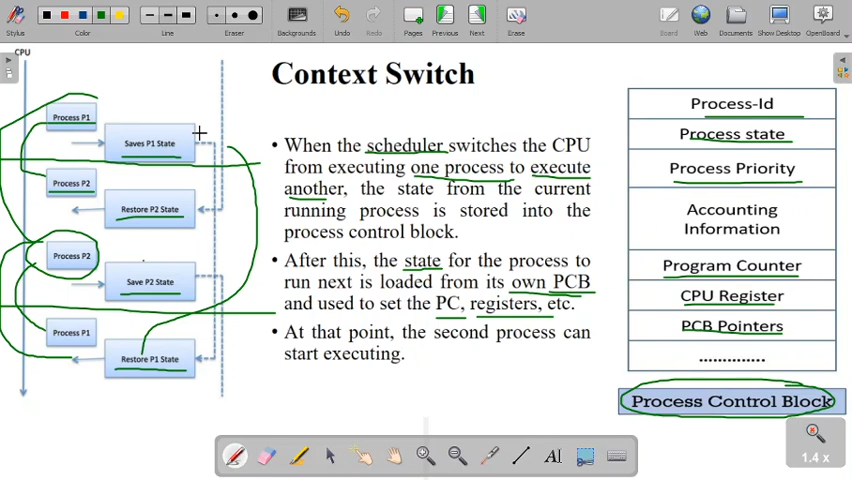 Stylus
Color
Line
Eraser
Backgrounds
Undo
Redo
Pages
Previous
Next
Erase
Board
Web
Documents
Show Desktop
OpenBoard
CPU
Process P1
Saves P1 State
Process P2
Restore P2 State
Process P2
Save P2 State
Process P1
Restore P1 State
Context Switch
• When the scheduler switches the CPU
from executing one process to execute
another, the state from the current
running process is stored into the
process control block.
• After this, the state for the process to
run next is loaded from its own PCB
and used to set the PC, registers, etc.
• At that point, the second process can
start executing.
Process-Id
Process state
Process Priority
Accounting
Information
Program Counter
CPU Register
PCB Pointers
..............
Process Control Block
1.4 x
AI